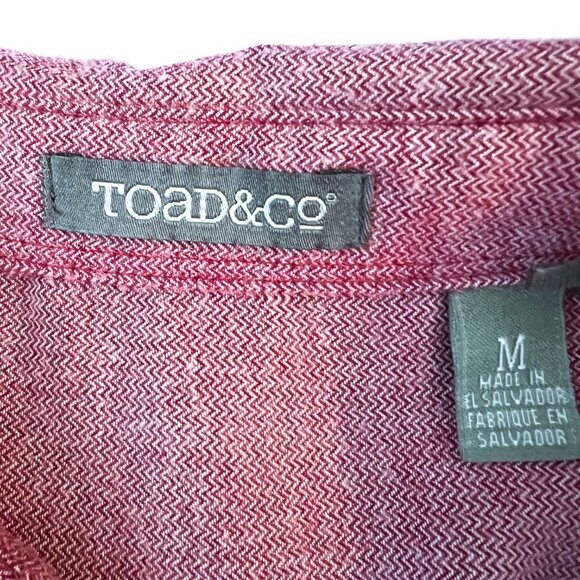 TOaD&CO®
M
MADE IN
EL SALVADOR
FABRIQUE EN
SALVADOR